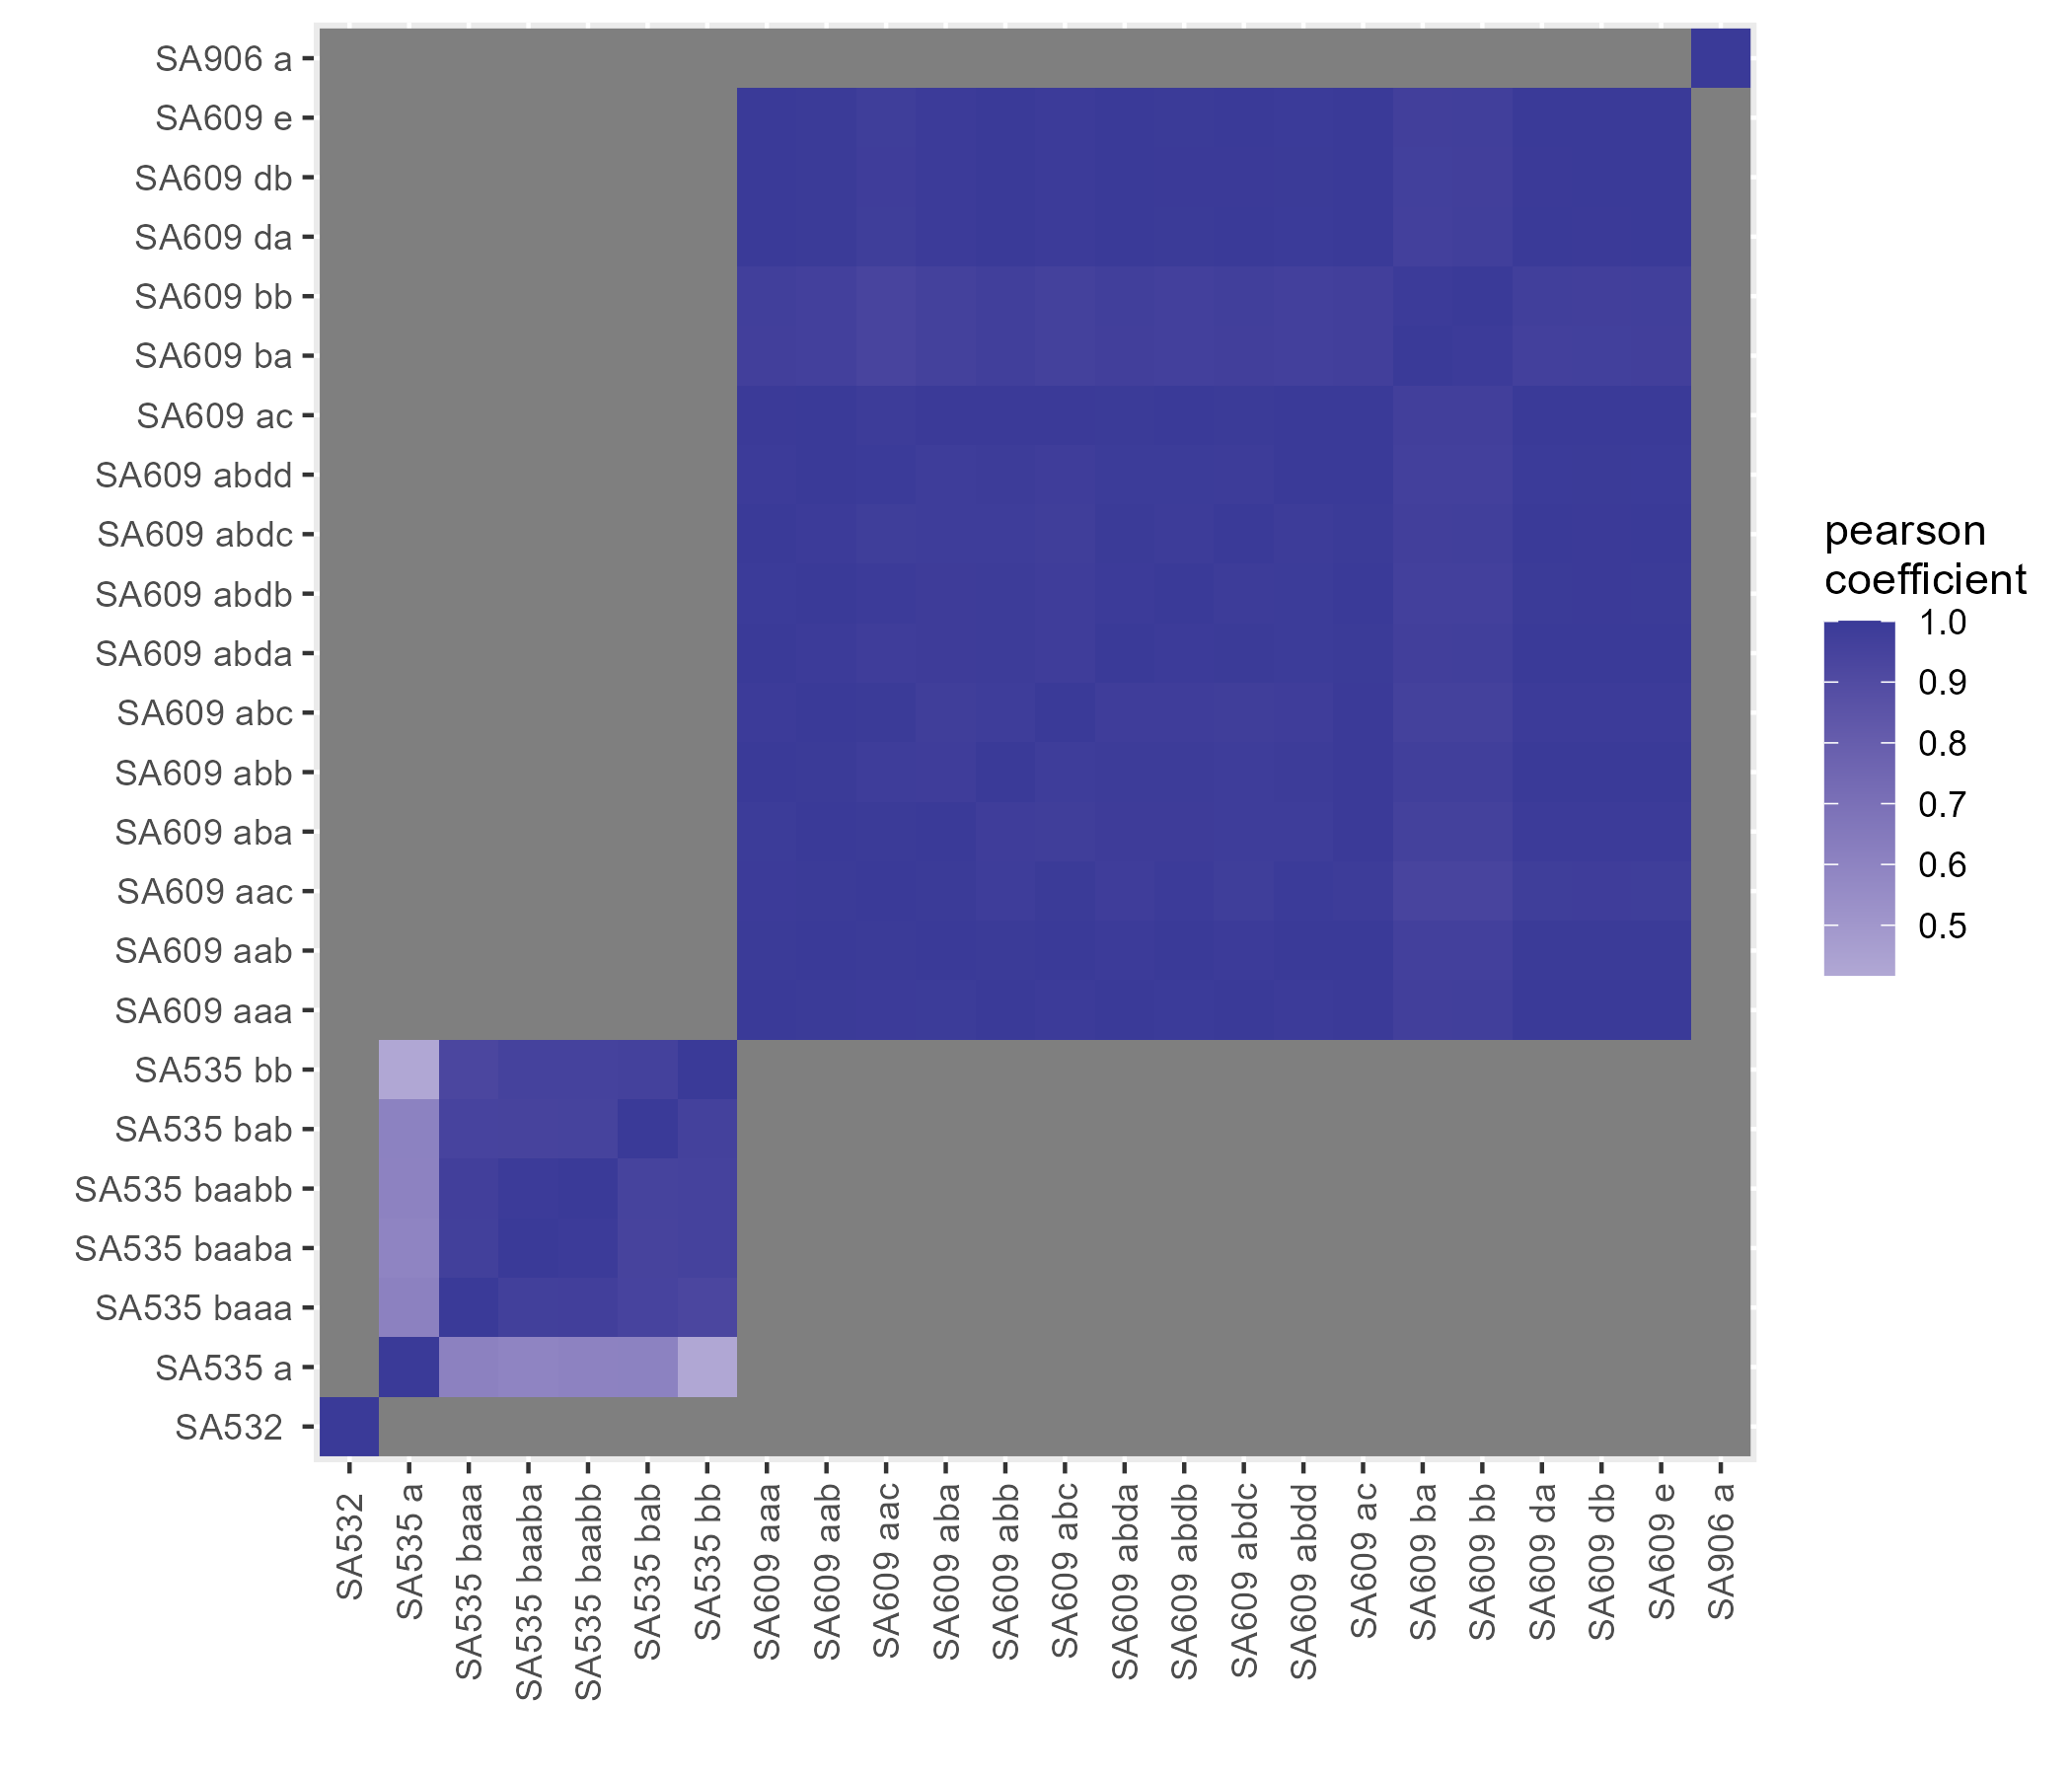 SA906 a
SA609 e
SA609 db
SA609 da
SA609 bb
SA609 ba
SA609 ac
SA609 abdd
SA609 abdc
SA609 abdb
SA609 abda
SA609 abc
SA609 abb
SA609 aba
SA609 aac
SA609 aab
SA609 aaa
SA535 bb
SA535 bab
SA535 baabb
SA535 baaba
SA535 baaa
SA535 a
SA532
SA532
SA535 a
SA535 baaa
SA535 baaba
SA535 baabb
SA535 bab
SA535 bb
SA609 aaa
SA609 aab
SA609 aac
SA609 aba
SA609 abb
SA609 abc
SA609 abda
SA609 abdb
SA609 abdc
SA609 abdd
SA609 ac
SA609 ba
SA609 bb
SA609 da
SA609 db
SA609 e
SA906 a
pearson
coefficient
1.0
0.9
0.8
0.7
0.6
0.5